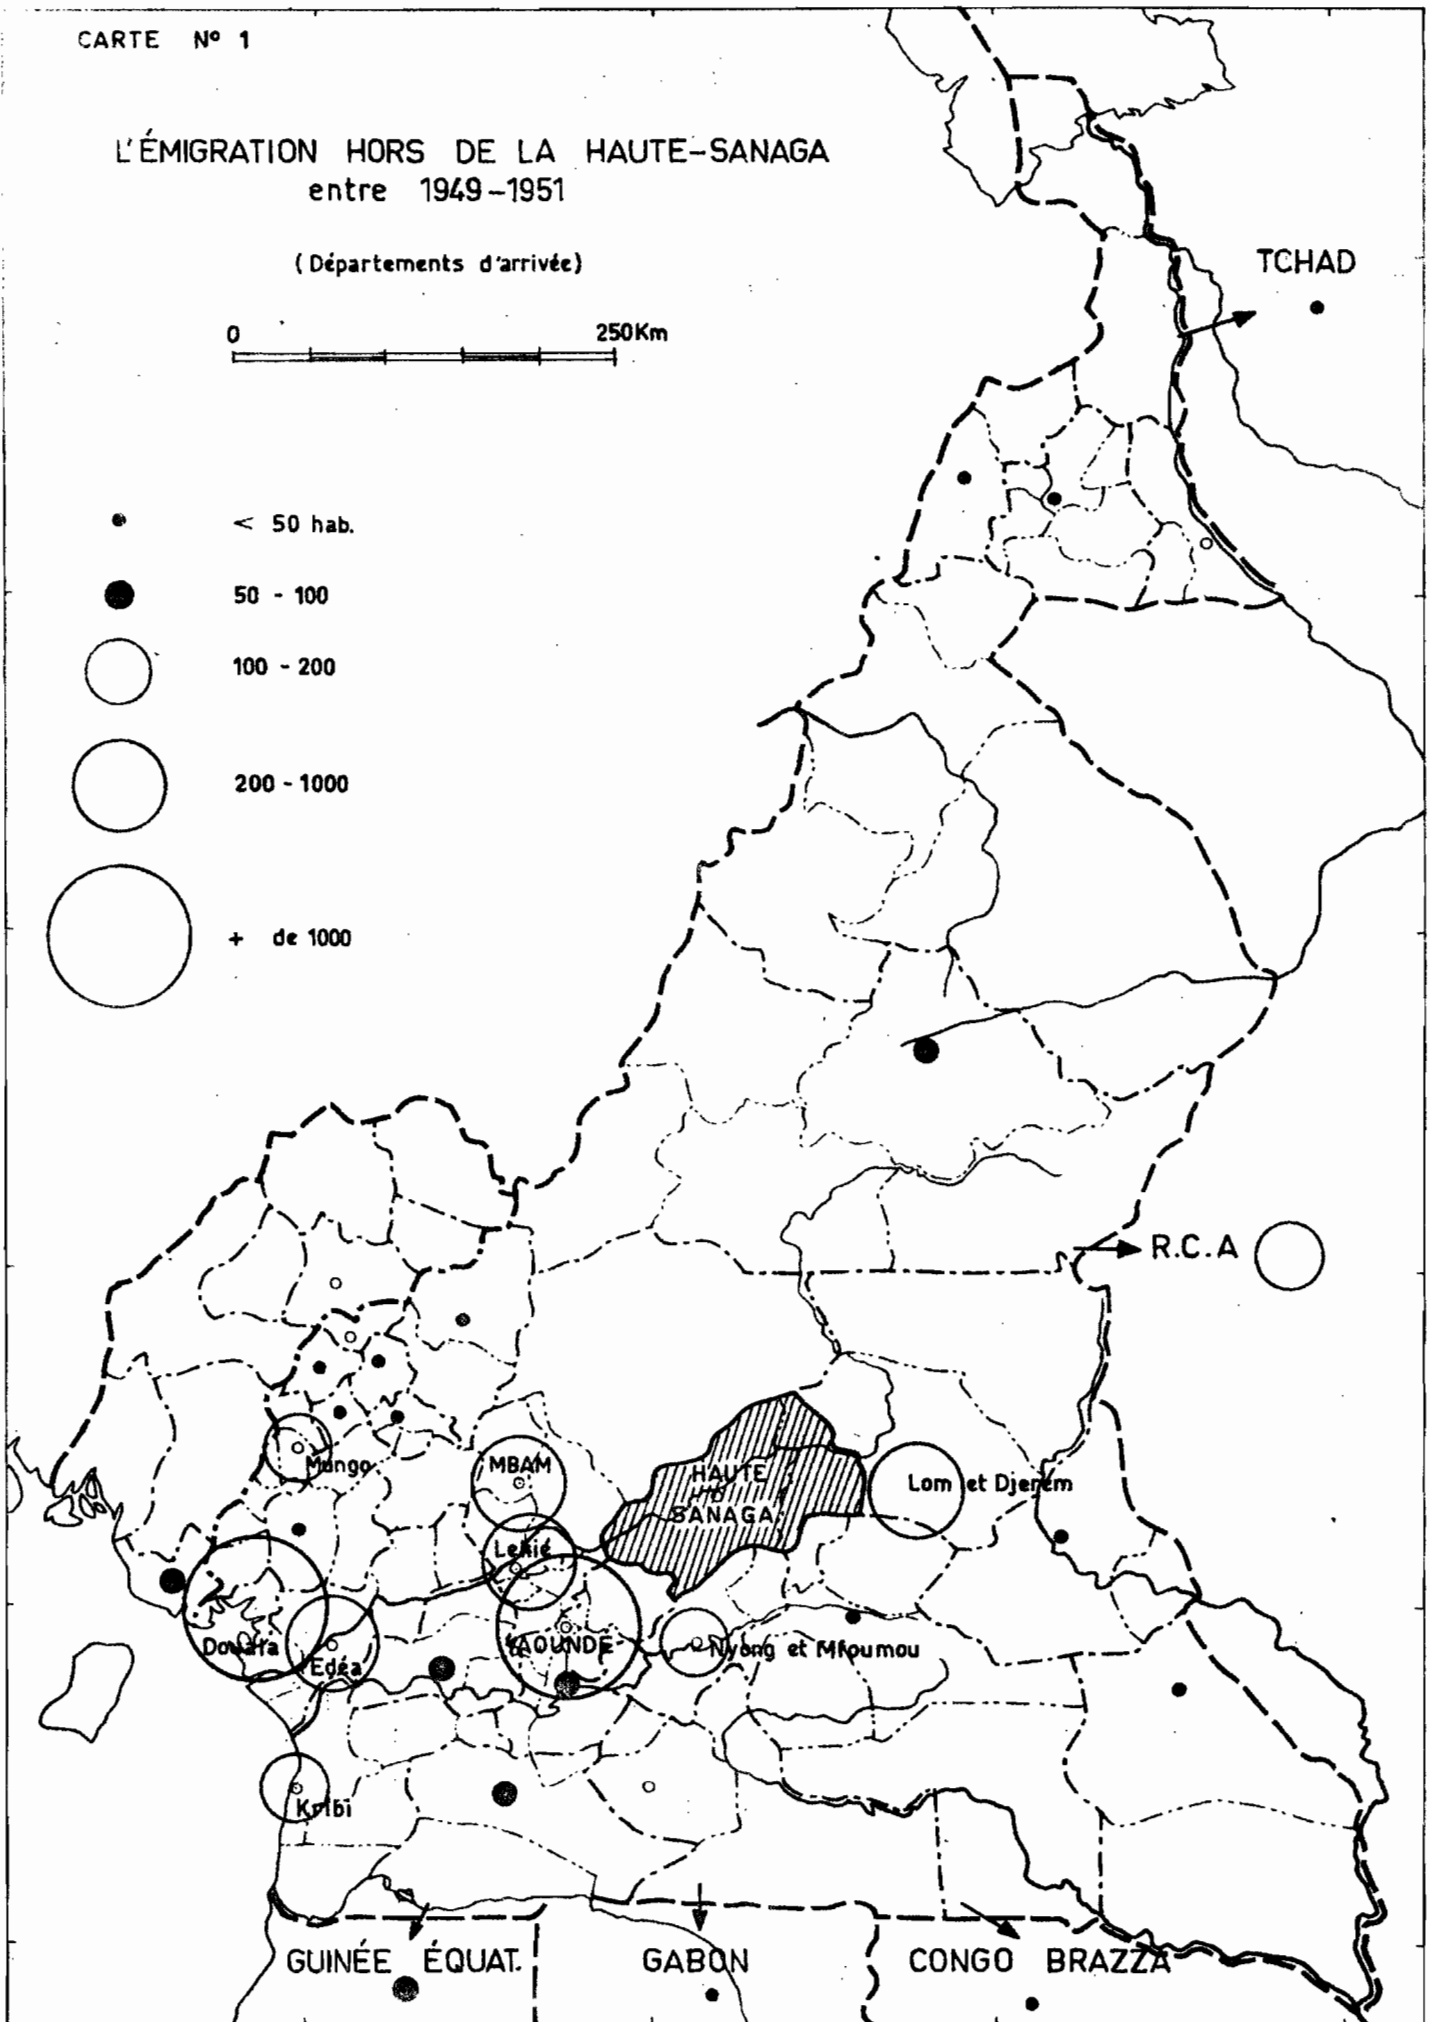 CARTE Nº 1
L'ÉMIGRATION HORS DE LA HAUTE-SANAGA
entre 1949-1951
(Départements d'arrivée)
0 250Km
< 50 hab.
50 - 100
100 - 200
200 - 1000
+ de 1000
TCHAD
R.C.A
Mungo
MBAM
HAUTE
SANAGA
Lom et Djerem
Lekié
Douala
Edéa
YAOUNDE
Nyong et Mfoumou
Kribi
GUINÉE ÉQUAT.
GABON
CONGO BRAZZA